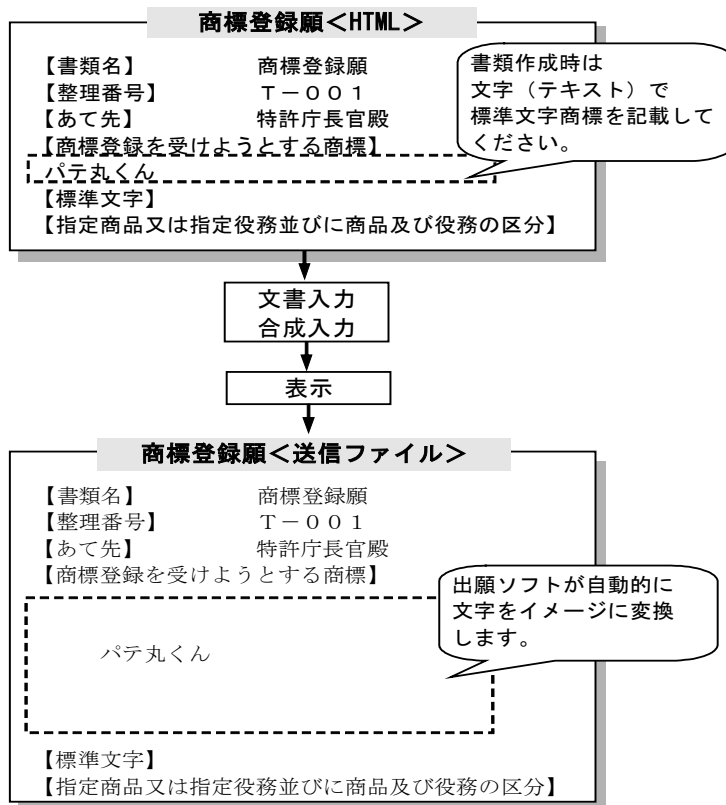 商標登録願＜HTML＞
【書類名】　　　　　商標登録願
【整理番号】　　　　Ｔ－００１
【あて先】　　　　　特許庁長官殿
【商標登録を受けようとする商標】
パテ丸くん
【標準文字】
【指定商品又は指定役務並びに商品及び役務の区分】
書類作成時は
文字（テキスト）で
標準文字商標を記載して
ください。
文書入力
合成入力
表示
商標登録願＜送信ファイル＞
【書類名】　　　　　商標登録願
【整理番号】　　　　Ｔ－００１
【あて先】　　　　　特許庁長官殿
【商標登録を受けようとする商標】
出願ソフトが自動的に
文字をイメージに変換
します。
パテ丸くん
【標準文字】
【指定商品又は指定役務並びに商品及び役務の区分】